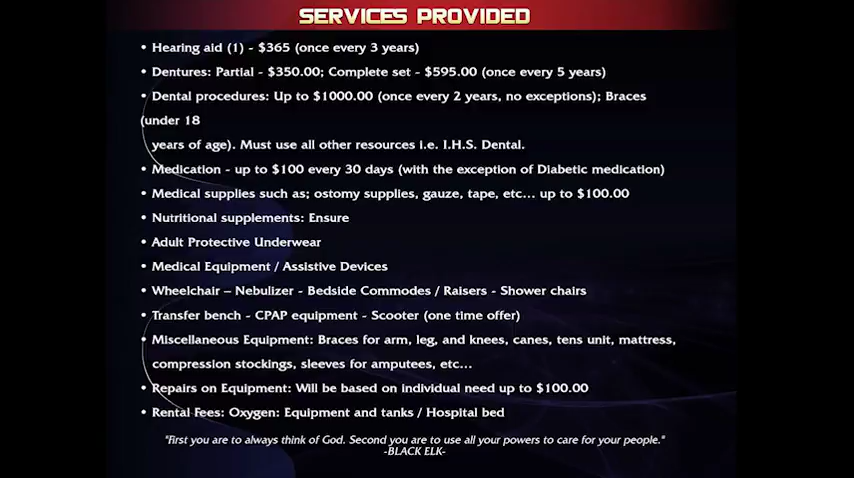 SERVICES PROVIDED
• Hearing aid (1) - $365 (once every 3 years)
• Dentures: Partial - $350.00; Complete set - $595.00 (once every 5 years)
• Dental procedures: Up to $1000.00 (once every 2 years, no exceptions); Braces
(under 18
years of age). Must use all other resources i.e. I.H.S. Dental.
• Medication - up to $100 every 30 days (with the exception of Diabetic medication)
• Medical supplies such as; ostomy supplies, gauze, tape, etc... up to $100.00
• Nutritional supplements: Ensure
• Adult Protective Underwear
• Medical Equipment / Assistive Devices
• Wheelchair – Nebulizer - Bedside Commodes / Raisers - Shower chairs
• Transfer bench - CPAP equipment - Scooter (one time offer)
• Miscellaneous Equipment: Braces for arm, leg, and knees, canes, tens unit, mattress,
compression stockings, sleeves for amputees, etc...
• Repairs on Equipment: Will be based on individual need up to $100.00
• Rental Fees: Oxygen: Equipment and tanks / Hospital bed
"First you are to always think of God. Second you are to use all your powers to care for your people."
-BLACK ELK-